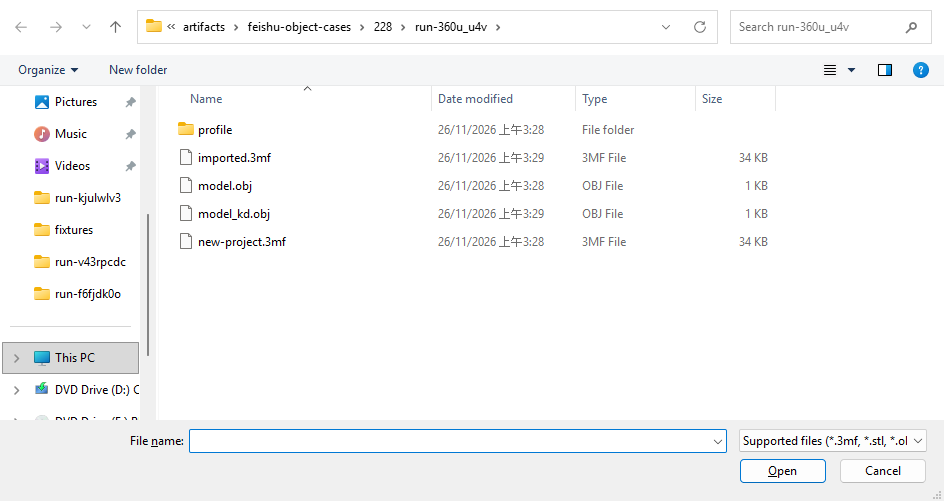 « artifacts › feishu-object-cases › 228 › run-360u_u4v ›
Search run-360u_u4v
Organize
New folder
Pictures
Music
Videos
run-kjulwlv3
fixtures
run-v43rpcdc
run-f6fjdk0o
This PC
DVD Drive (D:) C
Name Date modified Type Size
profile 26/11/2026 上午3:28 File folder
imported.3mf 26/11/2026 上午3:29 3MF File 34 KB
model.obj 26/11/2026 上午3:28 OBJ File 1 KB
model_kd.obj 26/11/2026 上午3:29 OBJ File 1 KB
new-project.3mf 26/11/2026 上午3:28 3MF File 34 KB
File name:
Supported files (*.3mf, *.stl, *.ol
Open
Cancel